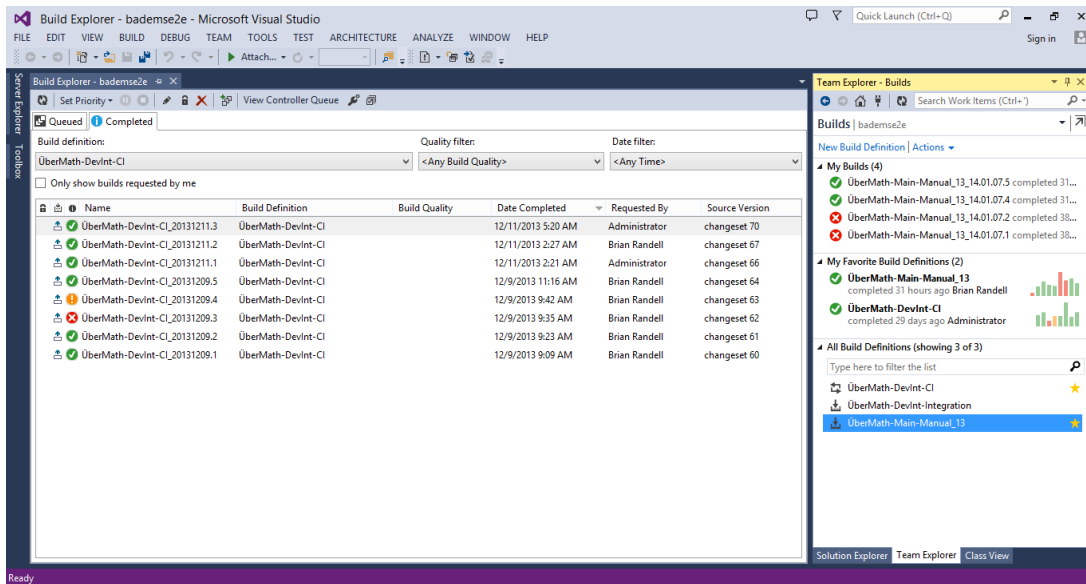 Build Explorer - bademse2e - Microsoft Visual Studio
Quick Launch (Ctrl+Q)
FILE EDIT VIEW BUILD DEBUG TEAM TOOLS TEST ARCHITECTURE ANALYZE WINDOW HELP
Sign in
Attach...
Server Explorer
Toolbox
Build Explorer - bademse2e
Set Priority
View Controller Queue
Queued
Completed
Build definition:
Quality filter:
Date filter:
ÜberMath-DevInt-CI
<Any Build Quality>
<Any Time>
Only show builds requested by me
Name Build Definition Build Quality Date Completed Requested By Source Version
ÜberMath-DevInt-CI_20131211.3 ÜberMath-DevInt-CI 12/11/2013 5:20 AM Administrator changeset 70
ÜberMath-DevInt-CI_20131211.2 ÜberMath-DevInt-CI 12/11/2013 2:27 AM Brian Randell changeset 67
ÜberMath-DevInt-CI_20131211.1 ÜberMath-DevInt-CI 12/11/2013 2:21 AM Administrator changeset 66
ÜberMath-DevInt-CI_20131209.5 ÜberMath-DevInt-CI 12/9/2013 11:16 AM Brian Randell changeset 64
ÜberMath-DevInt-CI_20131209.4 ÜberMath-DevInt-CI 12/9/2013 9:42 AM Brian Randell changeset 63
ÜberMath-DevInt-CI_20131209.3 ÜberMath-DevInt-CI 12/9/2013 9:35 AM Brian Randell changeset 62
ÜberMath-DevInt-CI_20131209.2 ÜberMath-DevInt-CI 12/9/2013 9:23 AM Brian Randell changeset 61
ÜberMath-DevInt-CI_20131209.1 ÜberMath-DevInt-CI 12/9/2013 9:09 AM Brian Randell changeset 60
Team Explorer - Builds
Search Work Items (Ctrl+')
Builds | bademse2e
New Build Definition | Actions
My Builds (4)
ÜberMath-Main-Manual_13_14.01.07.5 completed 31...
ÜberMath-Main-Manual_13_14.01.07.4 completed 31...
ÜberMath-Main-Manual_13_14.01.07.2 completed 38...
ÜberMath-Main-Manual_13_14.01.07.1 completed 38...
My Favorite Build Definitions (2)
ÜberMath-Main-Manual_13
completed 31 hours ago Brian Randell
ÜberMath-DevInt-CI
completed 29 days ago Administrator
All Build Definitions (showing 3 of 3)
Type here to filter the list
ÜberMath-DevInt-CI
ÜberMath-DevInt-Integration
ÜberMath-Main-Manual_13
Solution Explorer Team Explorer Class View
Ready